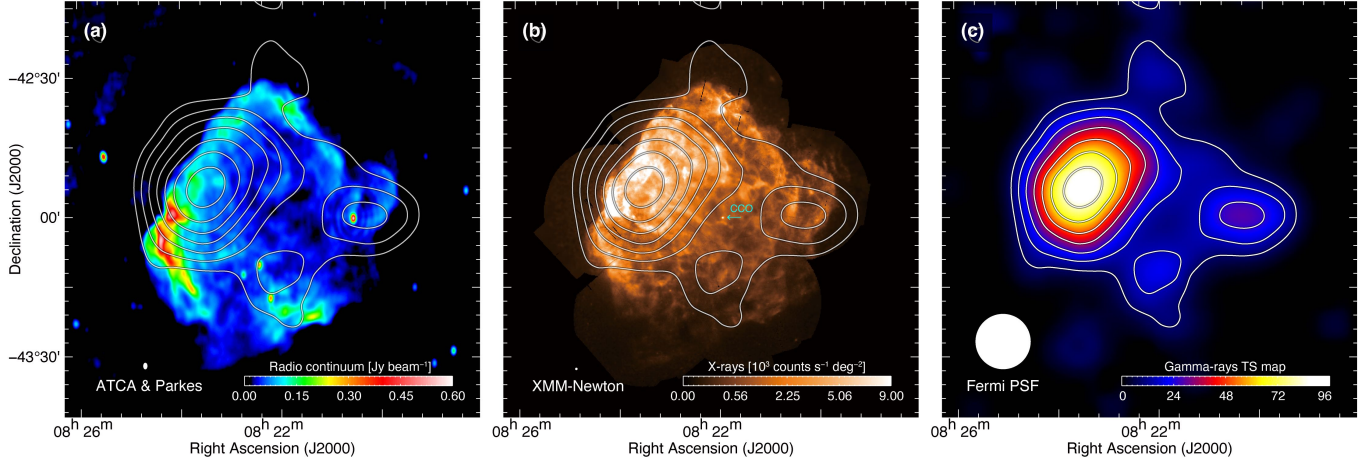 (a)
(b)
(c)
Declination (J2000)
−42°30'
00'
−43°30'
CCO
ATCA & Parkes
Radio continuum [Jy beam⁻¹]
0.00 0.15 0.30 0.45 0.60
XMM-Newton
X-rays [10³ counts s⁻¹ deg⁻²]
0.00 0.56 2.25 5.06 9.00
Fermi PSF
Gamma-rays TS map
0 24 48 72 96
08ʰ 26ᵐ 08ʰ 22ᵐ
08ʰ 26ᵐ 08ʰ 22ᵐ
08ʰ 26ᵐ 08ʰ 22ᵐ
Right Ascension (J2000)
Right Ascension (J2000)
Right Ascension (J2000)